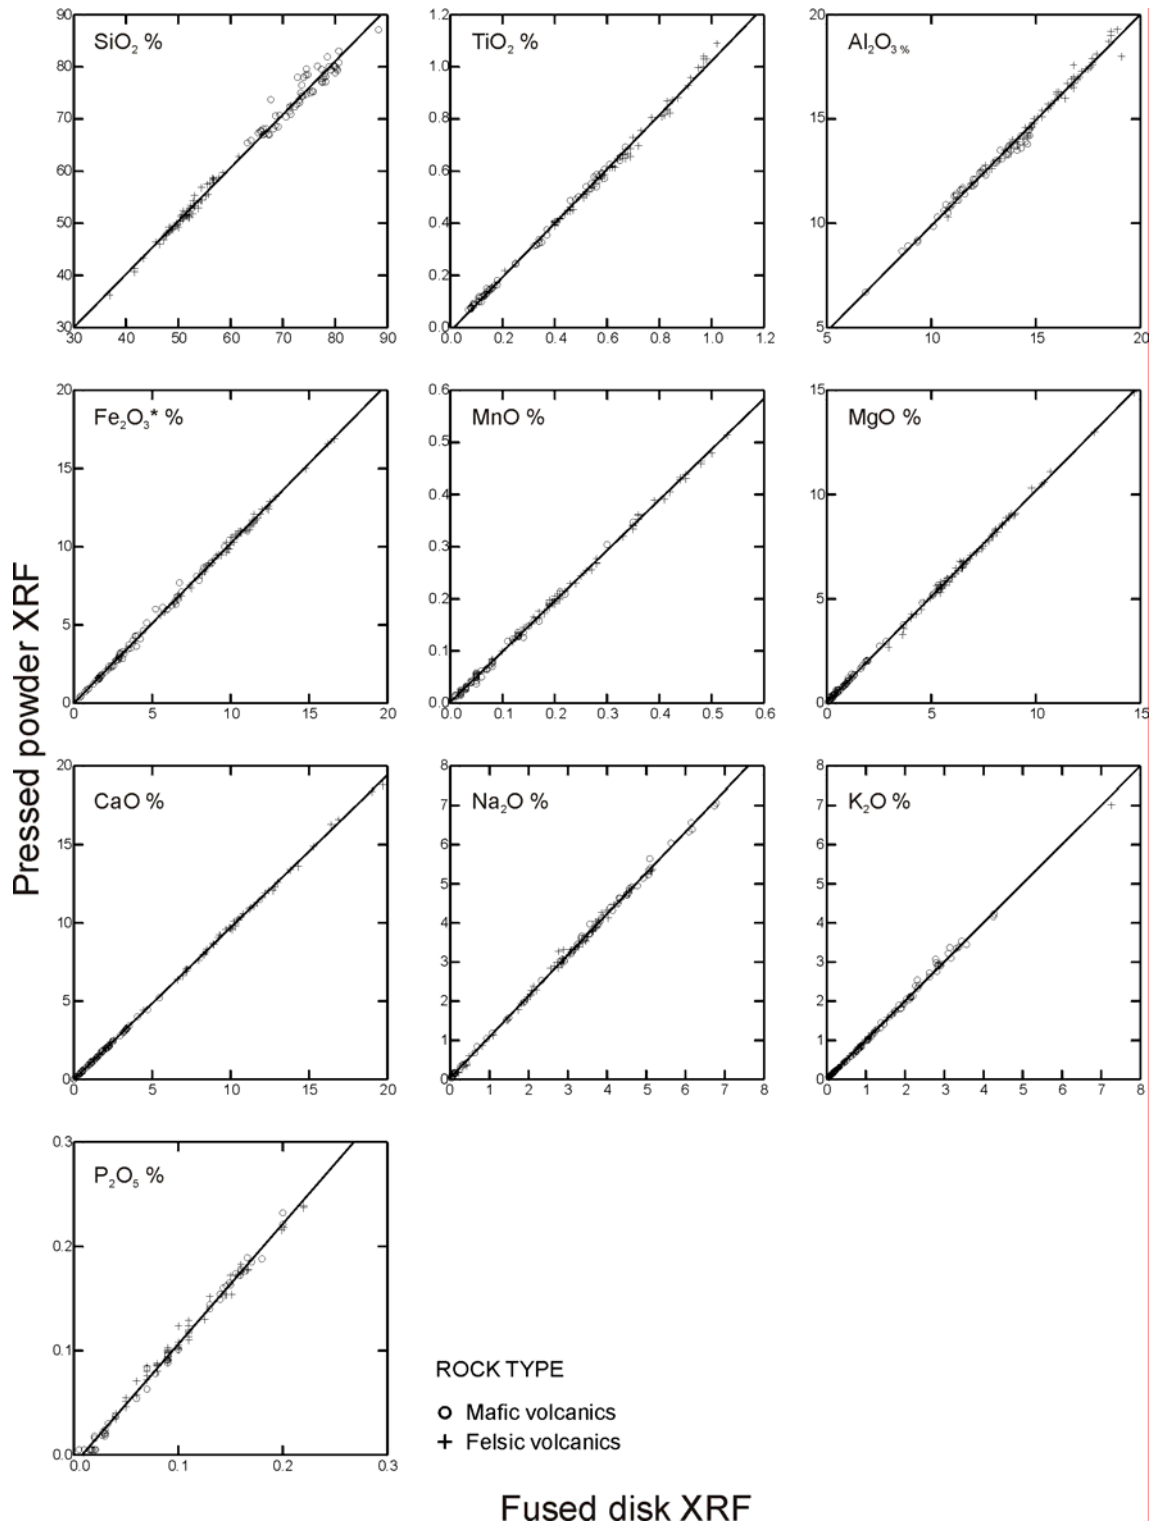 SiO2 %
90
80
70
60
50
40
30
30 40 50 60 70 80 90
TiO2 %
1.2
1.0
0.8
0.6
0.4
0.2
0.0
0.0 0.2 0.4 0.6 0.8 1.0 1.2
Al2O3 %
20
15
10
5
5 10 15 20
Fe2O3* %
20
15
10
5
0
0 5 10 15 20
MnO %
0.6
0.5
0.4
0.3
0.2
0.1
0.0
0.0 0.1 0.2 0.3 0.4 0.5 0.6
MgO %
15
10
5
0
0 5 10 15
Pressed powder XRF
CaO %
20
15
10
5
0
0 5 10 15 20
Na2O %
8
7
6
5
4
3
2
1
0
0 1 2 3 4 5 6 7 8
K2O %
8
7
6
5
4
3
2
1
0
0 1 2 3 4 5 6 7 8
P2O5 %
0.3
0.2
0.1
0.0
0.0 0.1 0.2 0.3
ROCK TYPE
Mafic volcanics
Felsic volcanics
Fused disk XRF